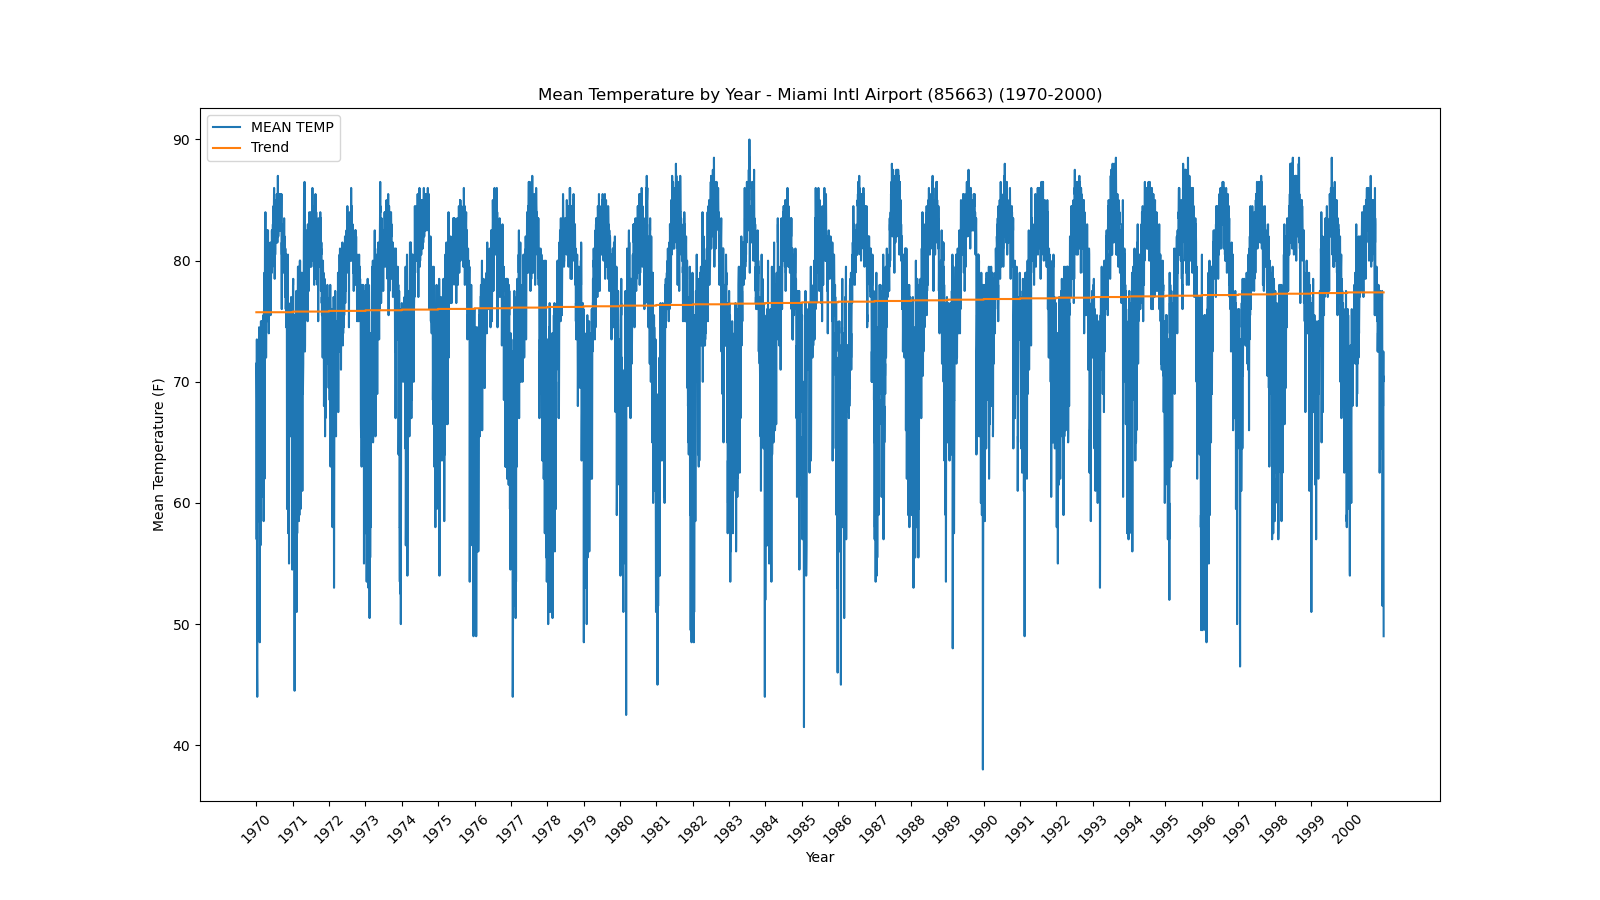 Mean Temperature by Year - Miami Intl Airport (85663) (1970-2000)
MEAN TEMP
Trend
90
80
70
60
50
40
Mean Temperature (F)
1970 1971 1972 1973 1974 1975 1976 1977 1978 1979 1980 1981 1982 1983 1984 1985 1986 1987 1988 1989 1990 1991 1992 1993 1994 1995 1996 1997 1998 1999 2000
Year